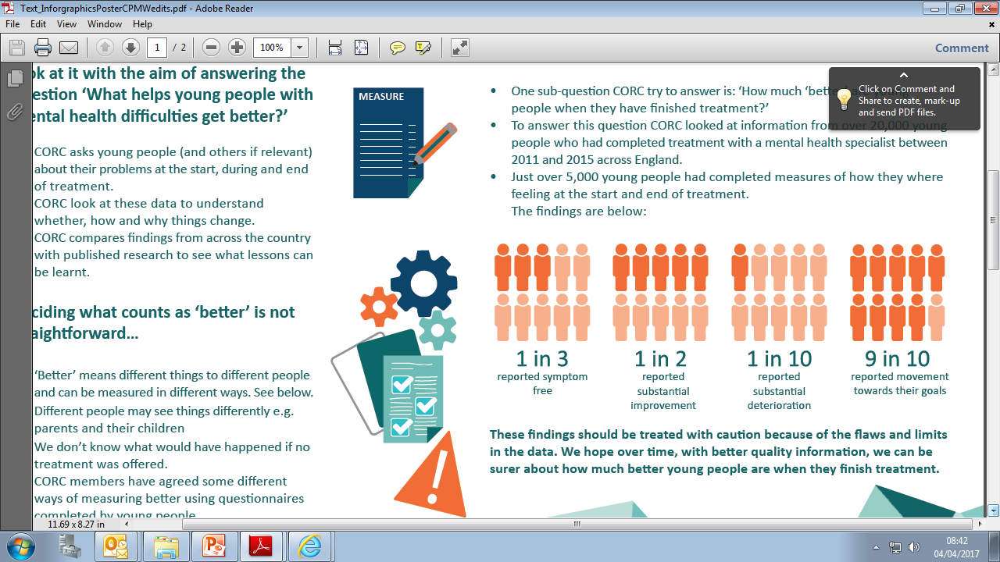 Text_InforgraphicsPosterCPMWedits.pdf - Adobe Reader
File Edit View Window Help
1 / 2 100% Comment
Click on Comment and
Share to create, mark-up
and send PDF files.
ok at it with the aim of answering the
estion ‘What helps young people with
ental health difficulties get better?’
CORC asks young people (and others if relevant)
about their problems at the start, during and end
of treatment.
CORC look at these data to understand
whether, how and why things change.
CORC compares findings from across the country
with published research to see what lessons can
be learnt.
ciding what counts as ‘better’ is not
aightforward...
‘Better’ means different things to different people
and can be measured in different ways. See below.
Different people may see things differently e.g.
parents and their children
We don’t know what would have happened if no
treatment was offered.
CORC members have agreed some different
ways of measuring better using questionnaires
completed by young people
MEASURE
• One sub-question CORC try to answer is: ‘How much ‘bette
people when they have finished treatment?’
• To answer this question CORC looked at information from over 20,000 young
people who had completed treatment with a mental health specialist between
2011 and 2015 across England.
• Just over 5,000 young people had completed measures of how they where
feeling at the start and end of treatment.
The findings are below:
1 in 3
reported symptom
free
1 in 2
reported
substantial
improvement
1 in 10
reported
substantial
deterioration
9 in 10
reported movement
towards their goals
These findings should be treated with caution because of the flaws and limits
in the data. We hope over time, with better quality information, we can be
surer about how much better young people are when they finish treatment.
11.69 x 8.27 in
08:42
04/04/2017